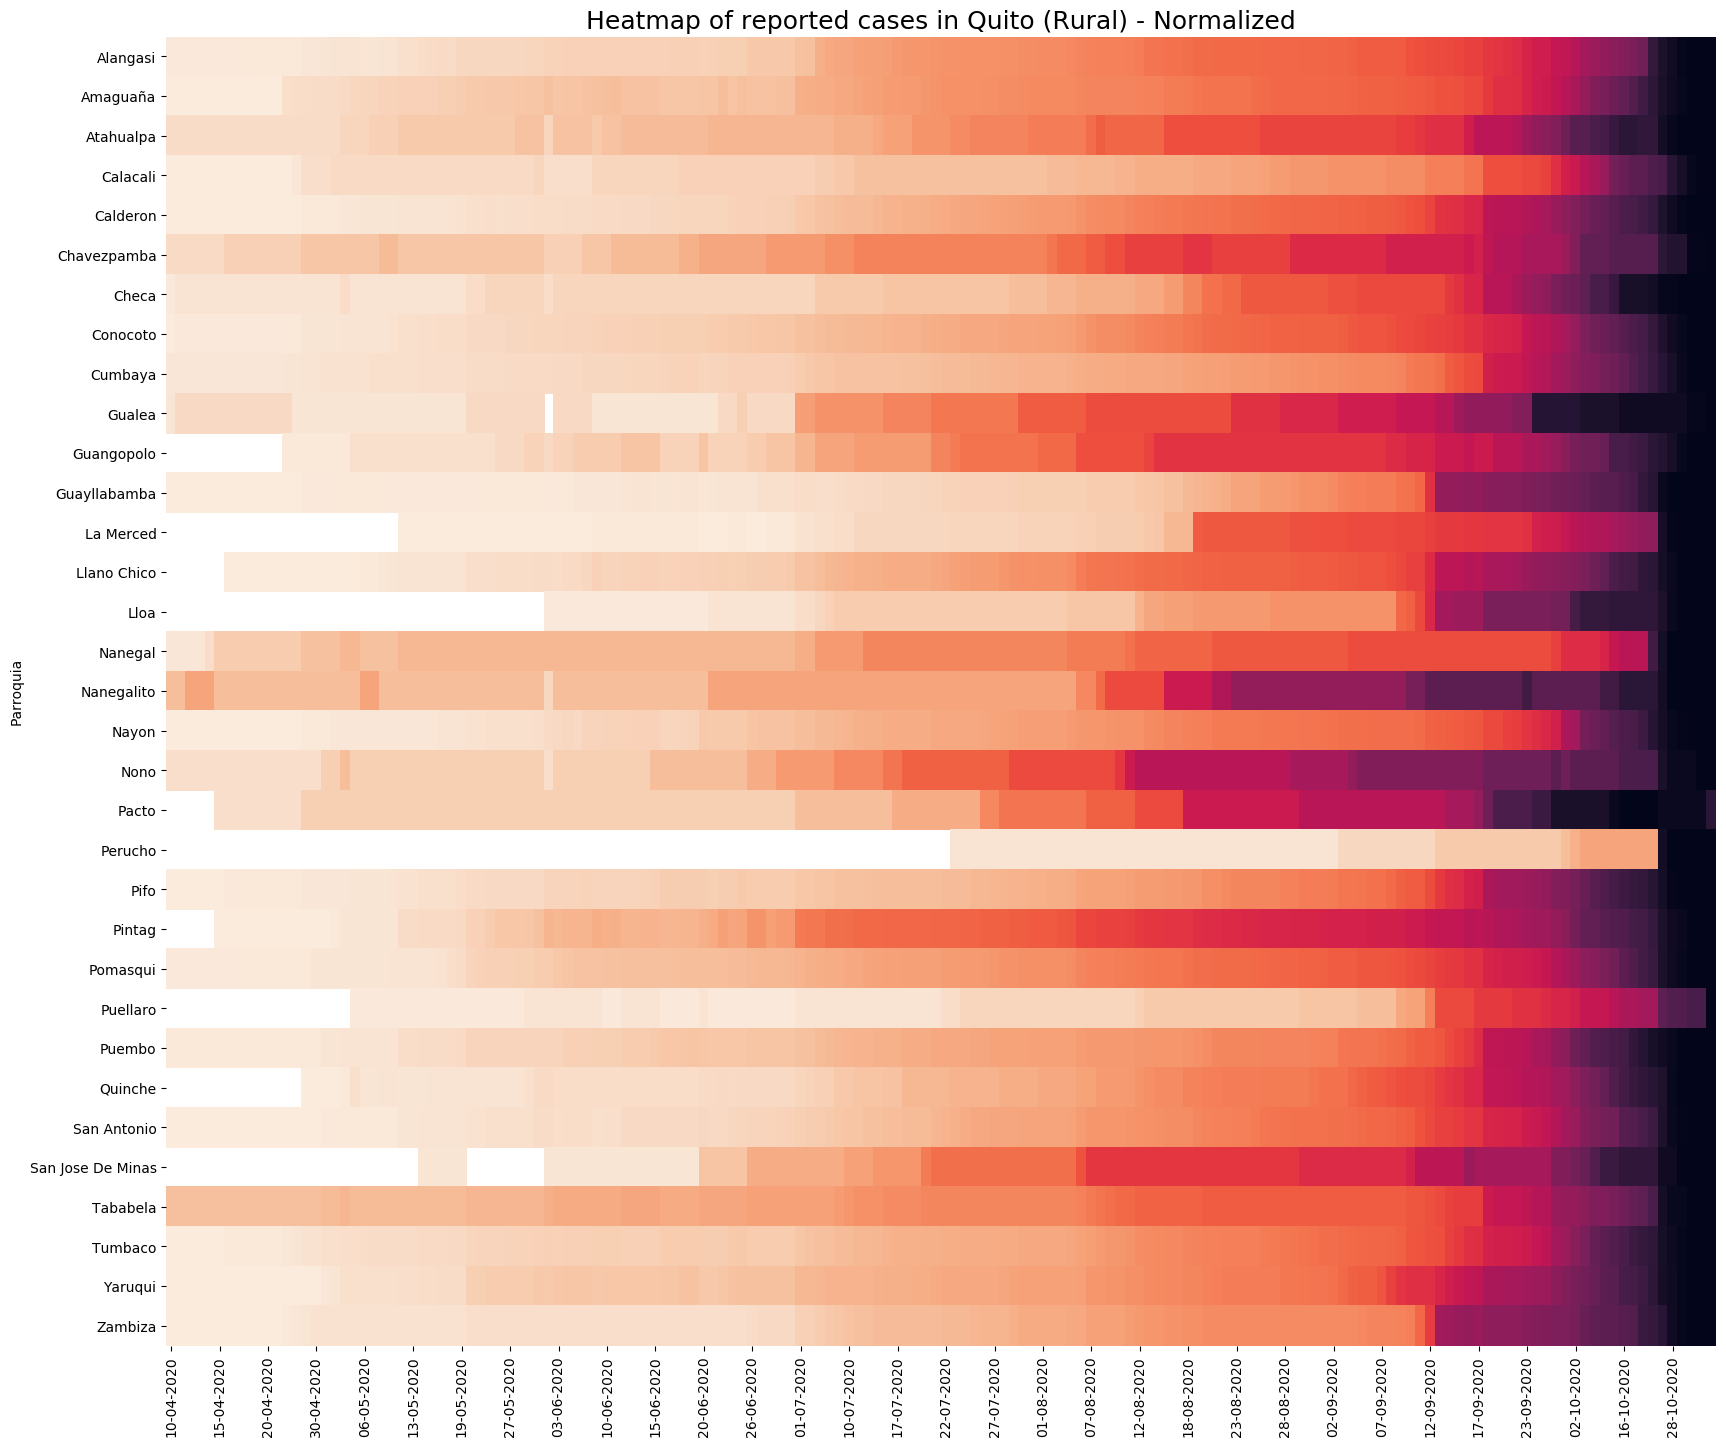 Heatmap of reported cases in Quito (Rural) - Normalized
Parroquia
Alangasi
Amaguaña
Atahualpa
Calacali
Calderon
Chavezpamba
Checa
Conocoto
Cumbaya
Gualea
Guangopolo
Guayllabamba
La Merced
Llano Chico
Lloa
Nanegal
Nanegalito
Nayon
Nono
Pacto
Perucho
Pifo
Pintag
Pomasqui
Puellaro
Puembo
Quinche
San Antonio
San Jose De Minas
Tababela
Tumbaco
Yaruqui
Zambiza
10-04-2020
15-04-2020
20-04-2020
30-04-2020
06-05-2020
13-05-2020
19-05-2020
27-05-2020
03-06-2020
10-06-2020
15-06-2020
20-06-2020
26-06-2020
01-07-2020
10-07-2020
17-07-2020
22-07-2020
27-07-2020
01-08-2020
07-08-2020
12-08-2020
18-08-2020
23-08-2020
28-08-2020
02-09-2020
07-09-2020
12-09-2020
17-09-2020
23-09-2020
02-10-2020
16-10-2020
28-10-2020